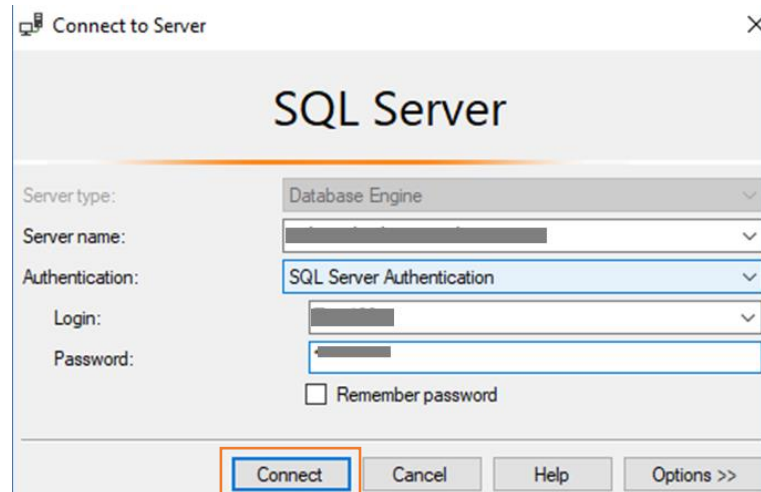 Connect to Server
SQL Server
Server type: Database Engine
Server name:
Authentication: SQL Server Authentication
Login:
Password:
Remember password
Connect Cancel Help Options >>